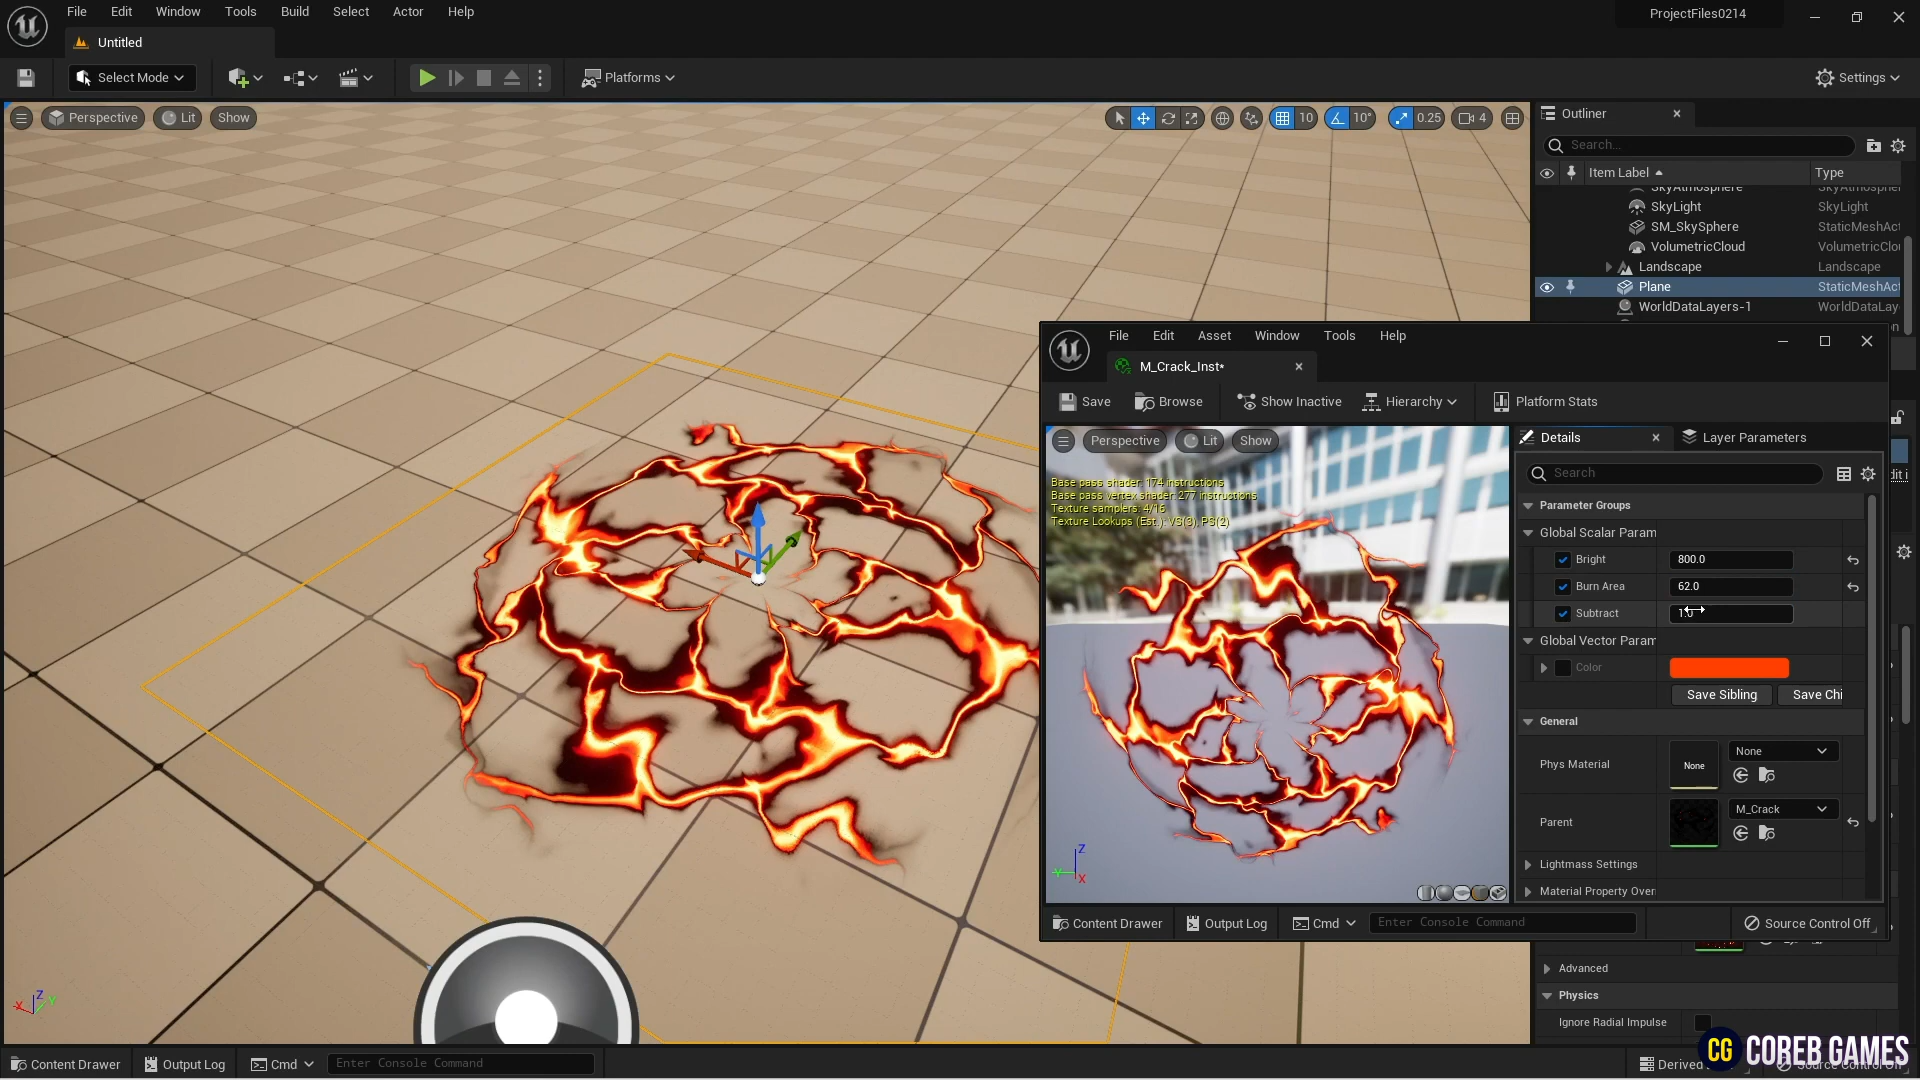 File Edit Window Tools Build Select Actor Help
ProjectFiles0214
Untitled
Select Mode
Platforms
Settings
Perspective Lit Show
10 10° 0.25 4
Outliner
Search...
Item Label Type
SkyAtmosphere SkyAtmospher
SkyLight SkyLight
SM_SkySphere StaticMeshAct
VolumetricCloud VolumetricClou
Landscape Landscape
Plane StaticMeshAct
WorldDataLayers-1 WorldDataLay
File Edit Asset Window Tools Help
M_Crack_Inst*
Save Browse Show Inactive Hierarchy Platform Stats
Perspective Lit Show
Base pass shader: 174 instructions
Base pass vertex shader: 277 instructions
Texture samplers: 4/16
Texture Lookups (Est.): VS(3), PS(2)
Details Layer Parameters
Search
Parameter Groups
Global Scalar Param
Bright 800.0
Burn Area 62.0
Subtract 1.0
Global Vector Param
Color
Save Sibling Save Chi
General
Phys Material None None
Parent M_Crack
Lightmass Settings
Material Property Over
Z
Y
X
Content Drawer Output Log Cmd Enter Console Command Source Control Off
Advanced
Physics
Ignore Radial Impulse
X Z Y
Content Drawer Output Log Cmd Enter Console Command
Derived
Source Control Off
CG COREB GAMES